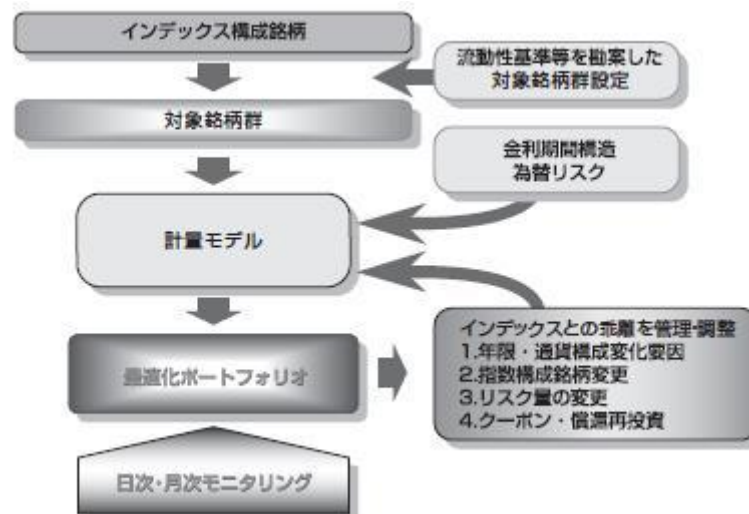 インデックス構成銘柄
流動性基準等を勘案した
対象銘柄群設定
対象銘柄群
金利期間構造
為替リスク
計量モデル
インデックスとの乖離を管理・調整
1.年限・通貨構成変化要因
2.指数構成銘柄変更
3.リスク量の変更
4.クーポン・償還再投資
最適化ポートフォリオ
日次・月次モニタリング